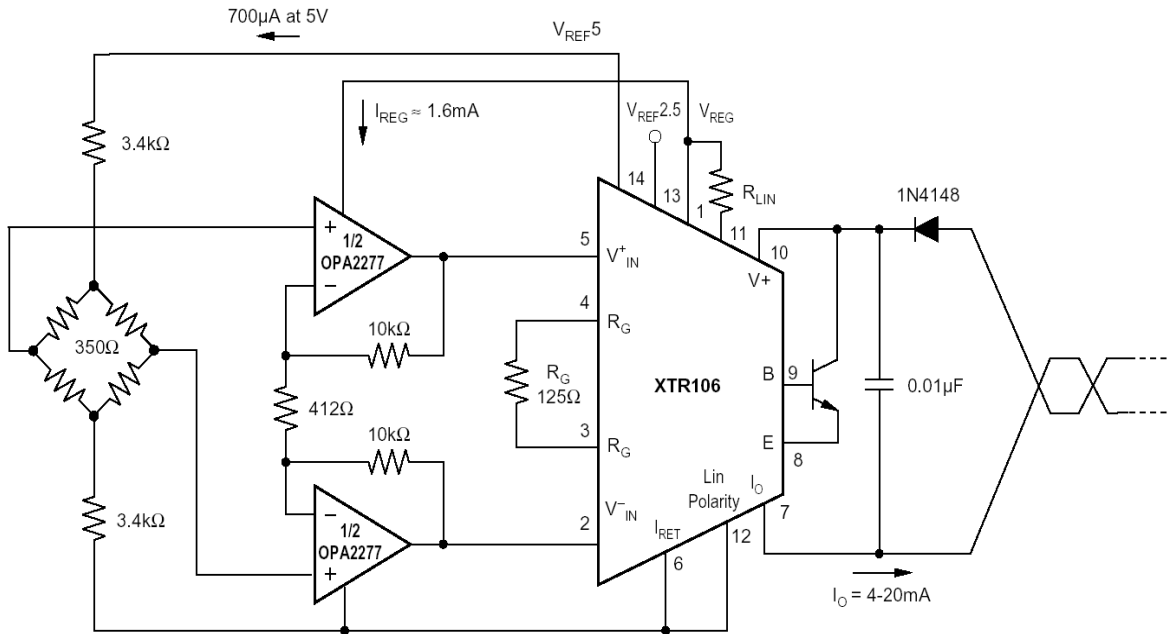 700µA at 5V
V_REF5
I_REG ≈ 1.6mA
V_REF2.5
V_REG
3.4kΩ
14
13
1
R_LIN
11
1N4148
10
+
1/2
OPA2277
–
5
V⁺_IN
V+
4
R_G
350Ω
10kΩ
R_G
125Ω
XTR106
B
9
0.01µF
412Ω
10kΩ
3
R_G
E
8
Lin
Polarity
I_O
7
3.4kΩ
–
1/2
OPA2277
+
2
V⁻_IN
I_RET
12
6
I_O = 4-20mA